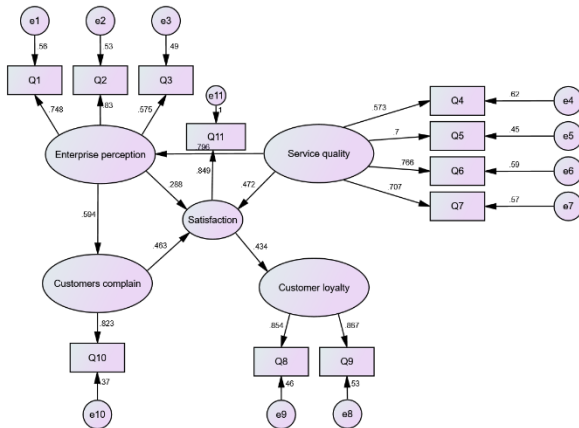 e1
e2
e3
56
53
49
Q1
Q2
Q3
e11
1
Q11
.748
.83
.575
.573
Q4
62
e4
.7
Q5
.45
e5
.766
Q6
.59
e6
707
Q7
.57
e7
Enterprise perception
.796
Service quality
.849
288
.472
Satisfaction
.594
463
.434
Customers complain
Customer loyalty
.823
.854
.867
Q10
Q8
Q9
.37
46
.53
e10
e9
e8